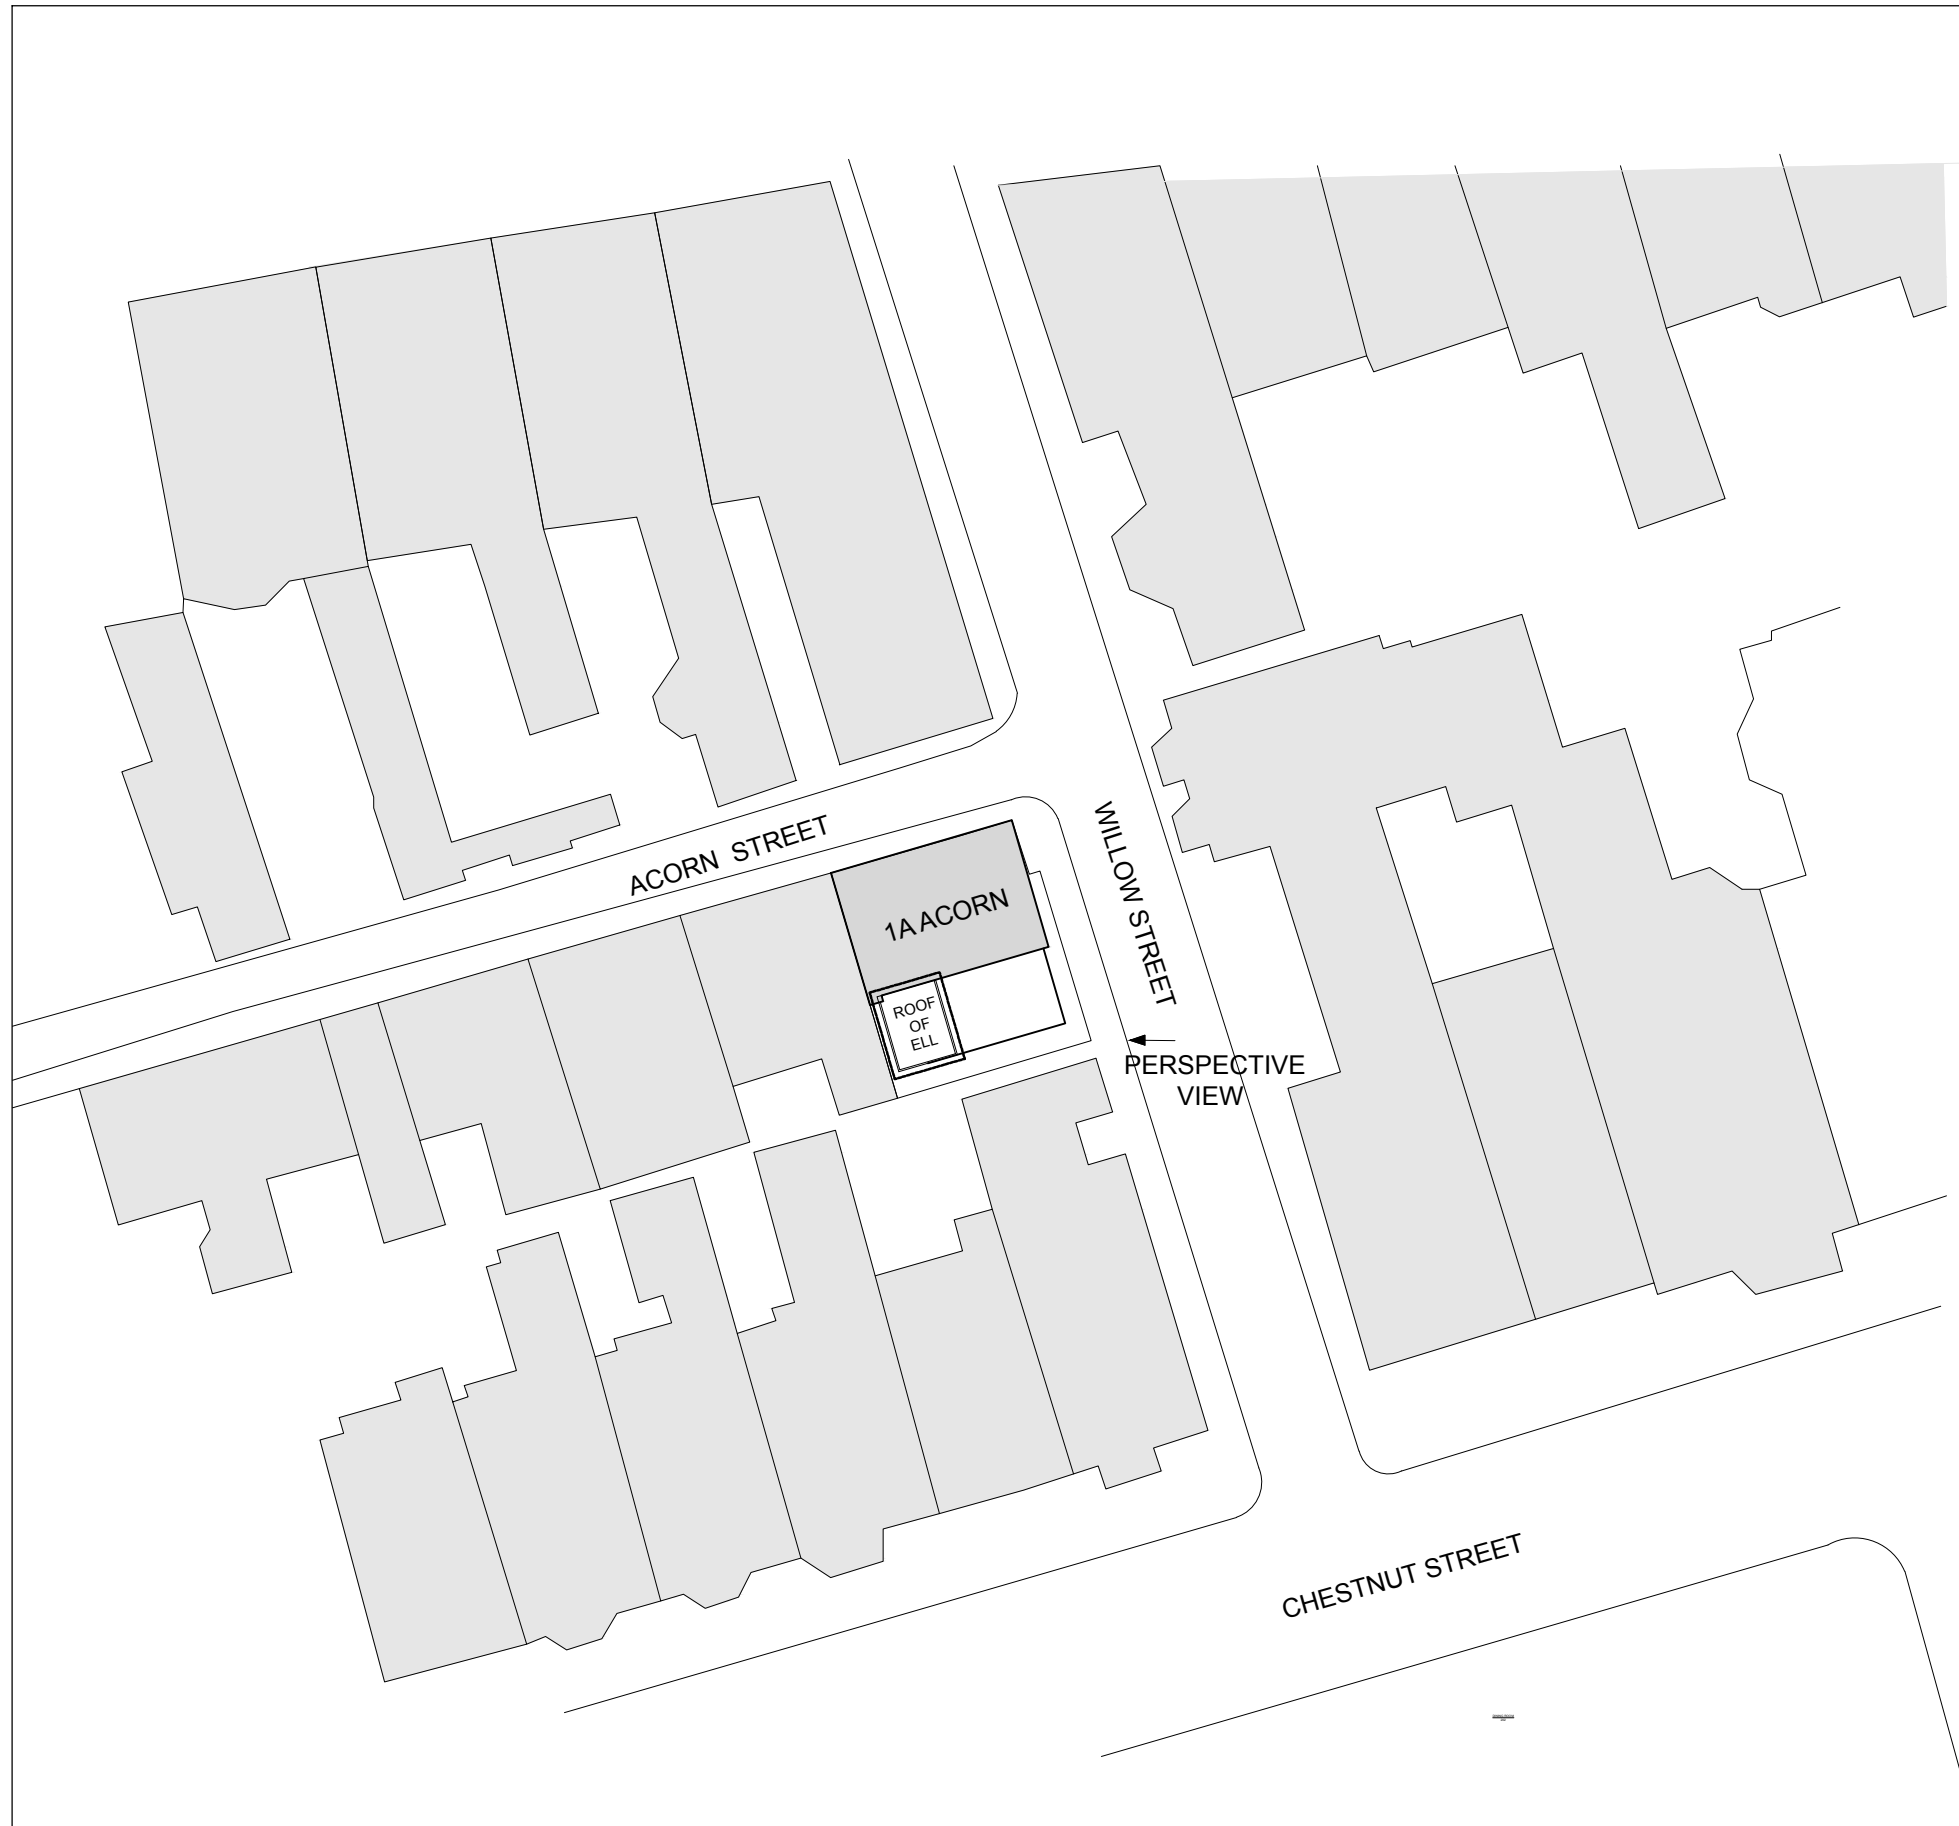 ACORN STREET
WILLOW STREET
1A ACORN
ROOF
OF
ELL
PERSPECTIVE
VIEW
CHESTNUT STREET